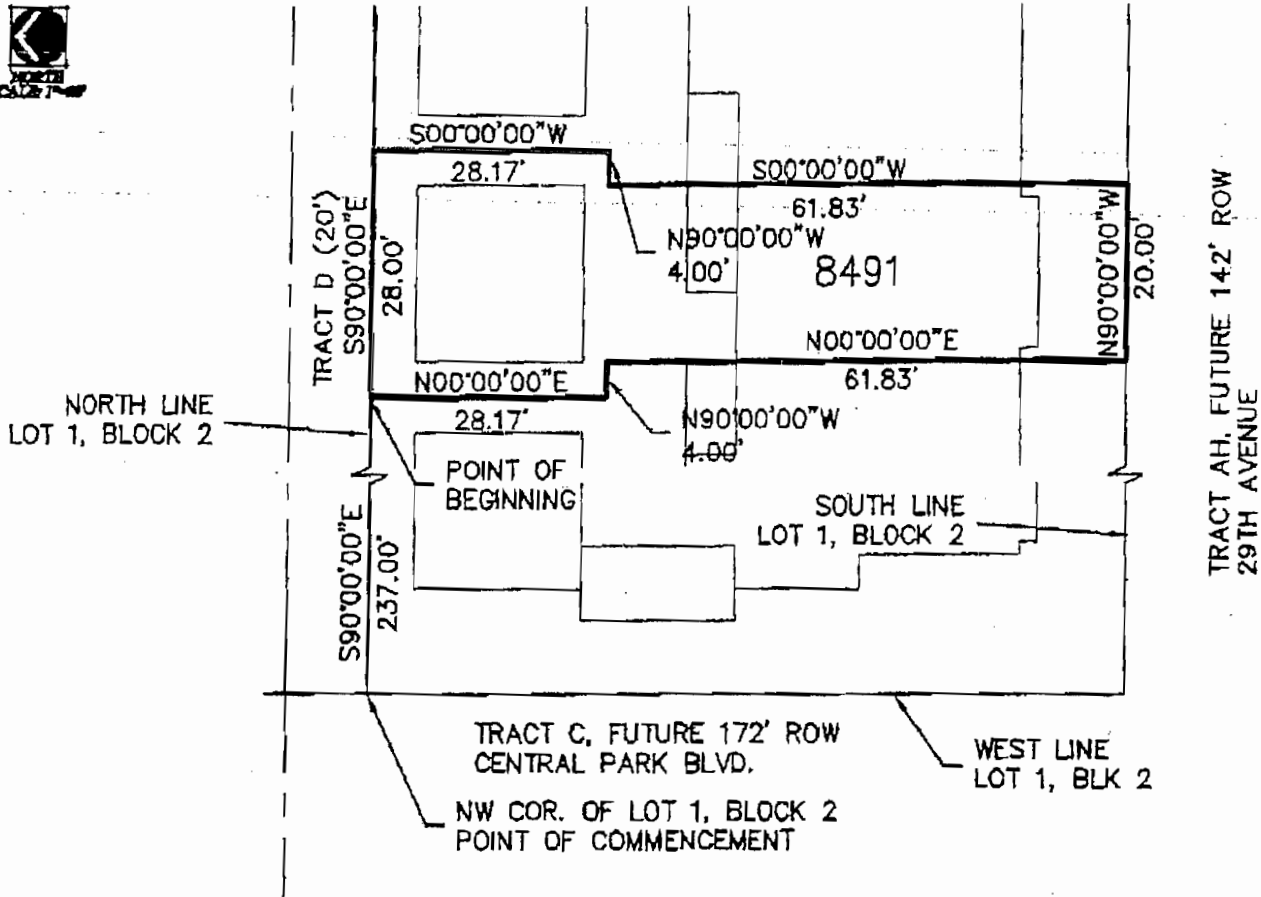 NORTH
S00°00'00"W
28.17'
S00°00'00"W
61.83'
TRACT D (20')
S90°00'00"E
28.00'
N90°00'00"W
4.00'
8491
N90°00'00"W
20.00'
TRACT AH, FUTURE 142' ROW
29TH AVENUE
N00°00'00"E
61.83'
N00°00'00"E
28.17'
NORTH LINE
LOT 1, BLOCK 2
N90°00'00"W
4.00'
POINT OF
BEGINNING
SOUTH LINE
LOT 1, BLOCK 2
S90°00'00"E
237.00'
TRACT C, FUTURE 172' ROW
CENTRAL PARK BLVD.
WEST LINE
LOT 1, BLK 2
NW COR. OF LOT 1, BLOCK 2
POINT OF COMMENCEMENT